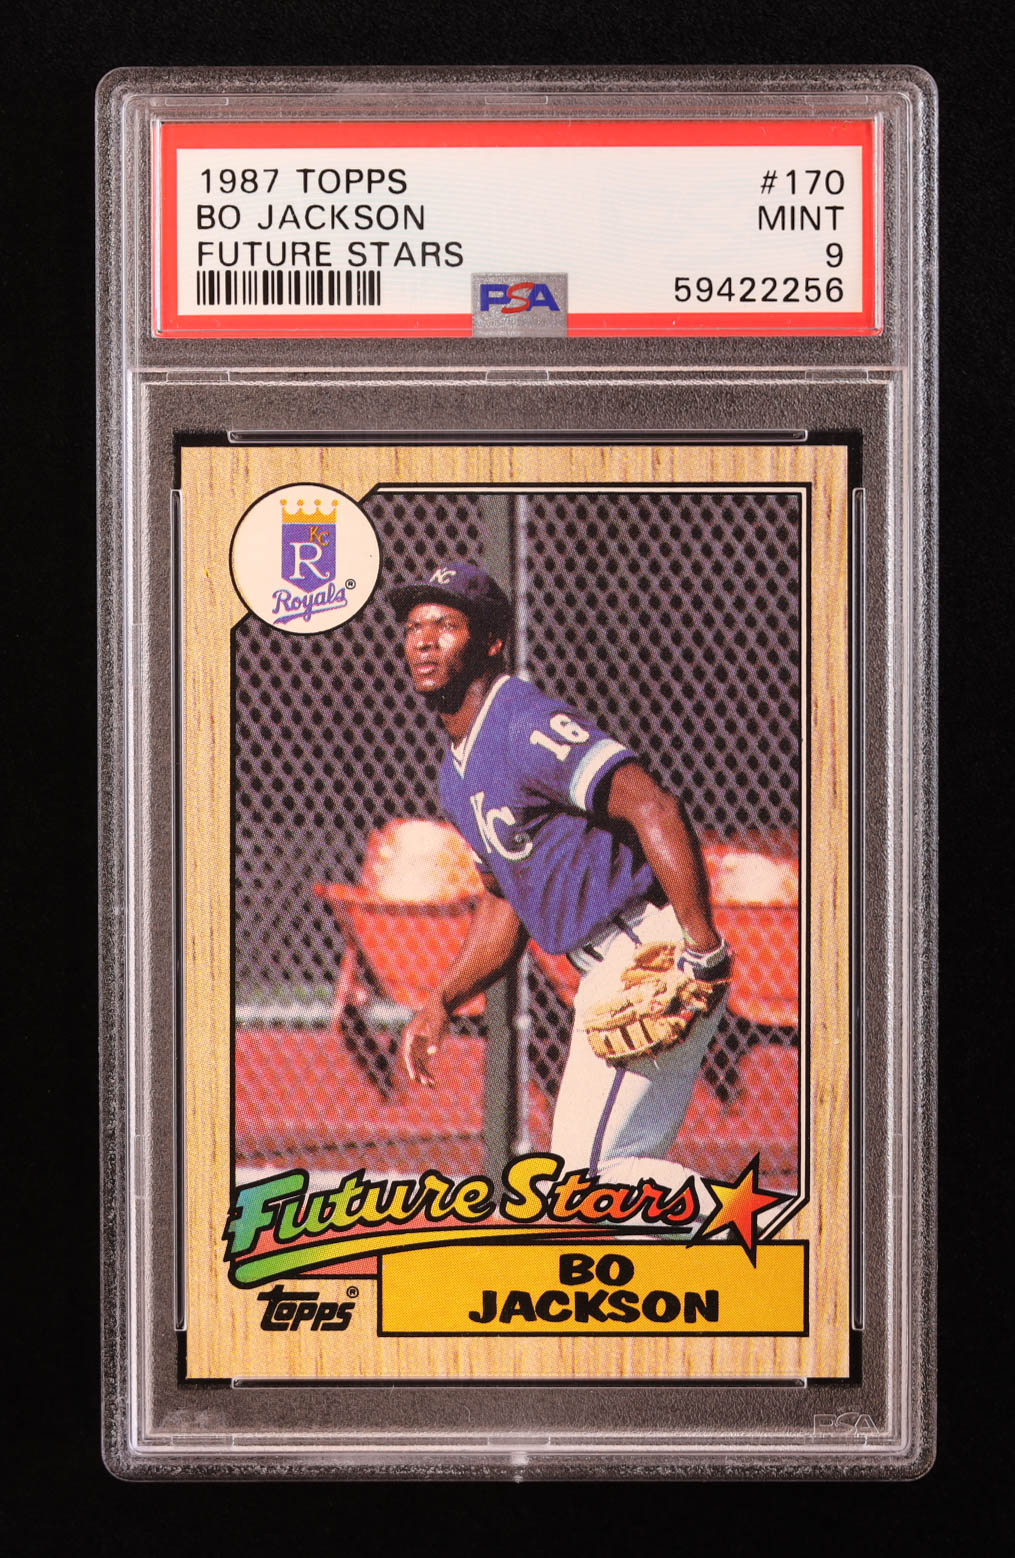 1987 TOPPS #170
BO JACKSON MINT
FUTURE STARS 9
PSA 59422256
KC
R
Royals®
KC
16
KC
Future Stars
BO
JACKSON
TOPPS®
PSA